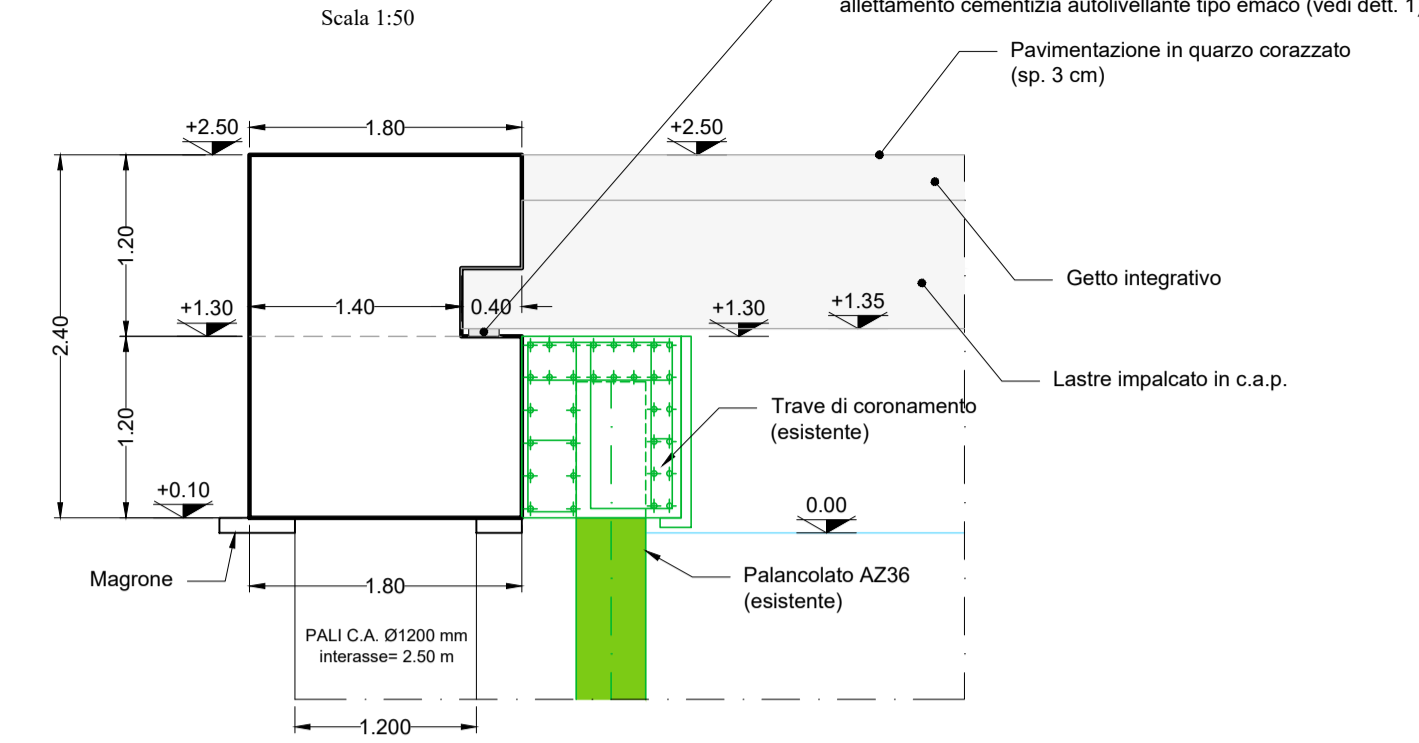 Scala 1:50
allettamento cementizia autolivellante tipo emaco (vedi dett. 1)
Pavimentazione in quarzo corazzato
(sp. 3 cm)
+2.50
1.80
+2.50
1.20
Getto integrativo
+1.30
1.40
0.40
+1.30
+1.35
2.40
Lastre impalcato in c.a.p.
1.20
Trave di coronamento
(esistente)
+0.10
0.00
Magrone
1.80
Palancolato AZ36
(esistente)
PALI C.A. Ø1200 mm
interasse= 2.50 m
1.200